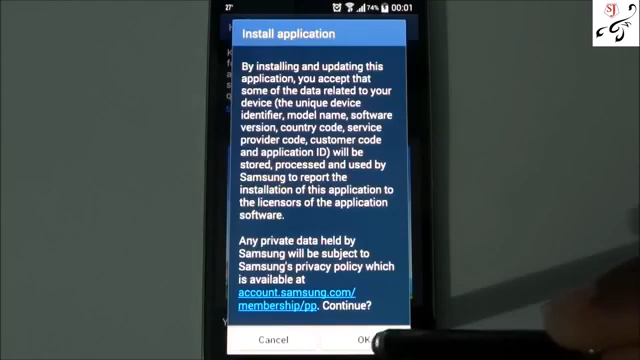 27°
74%
00:01
SJ
Install application
By installing and updating this
application, you accept that
some of the data related to your
device (the unique device
identifier, model name, software
version, country code, service
provider code, customer code
and application ID) will be
stored, processed and used by
Samsung to report the
installation of this application to
the licensors of the application
software.
Any private data held by
Samsung will be subject to
Samsung's privacy policy which
is available at
account.samsung.com/
membership/pp. Continue?
Cancel
OK